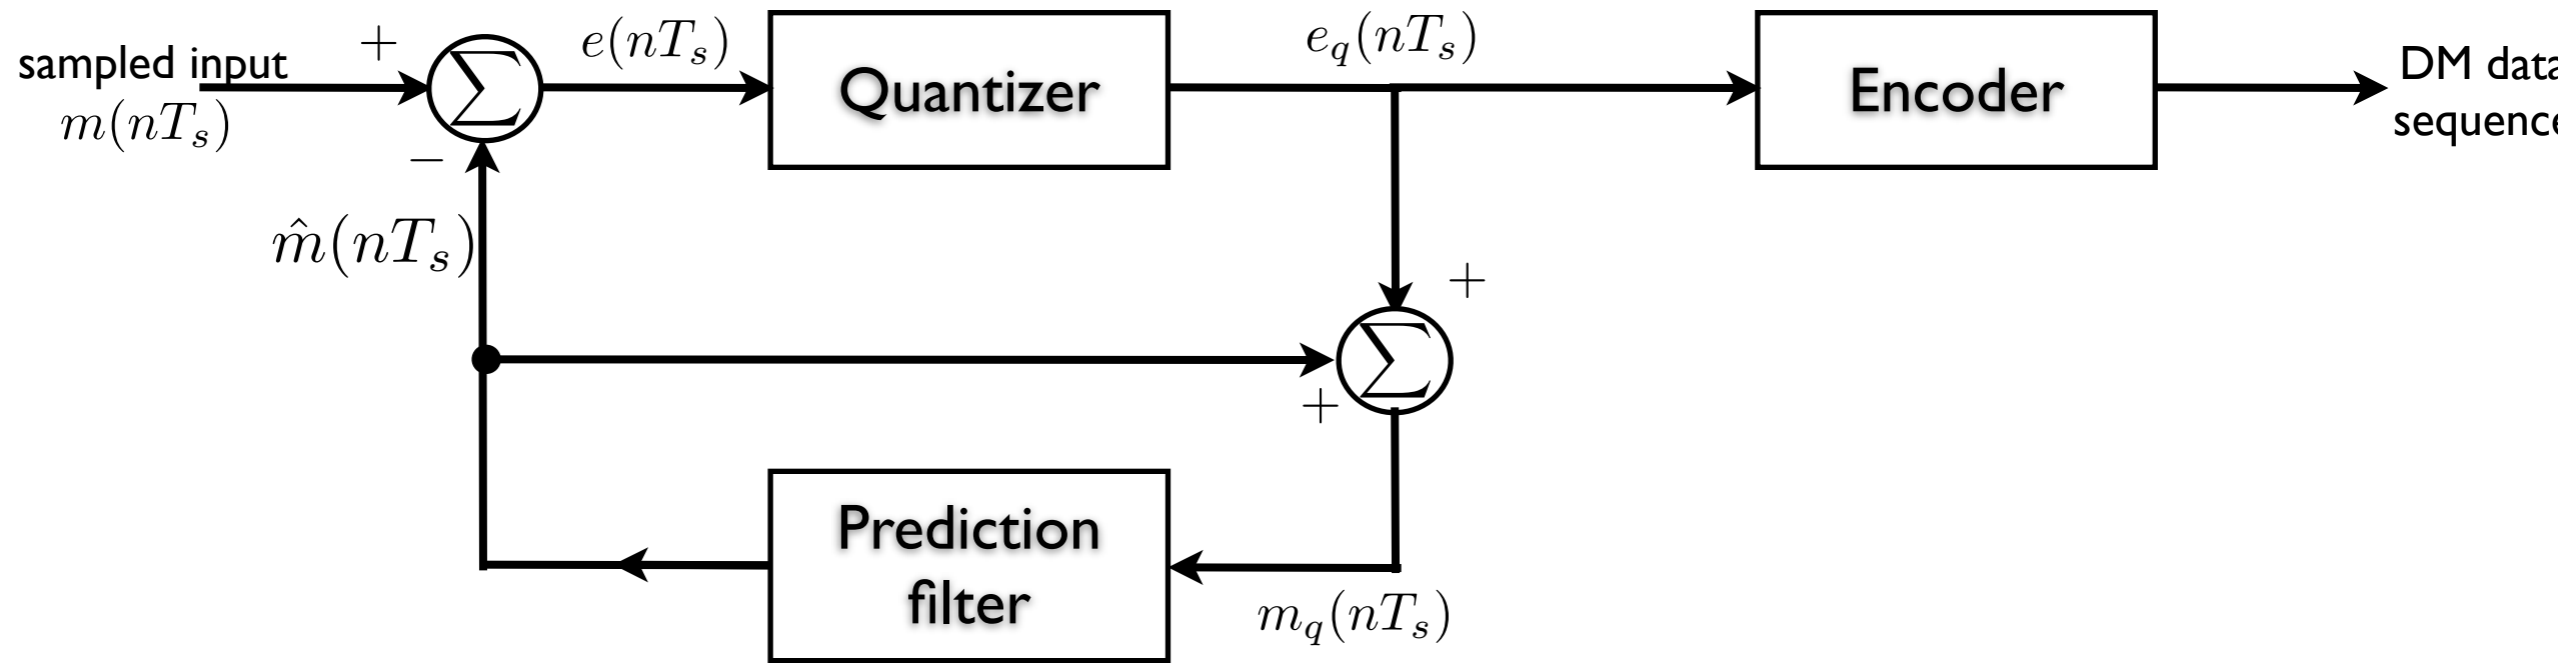 sampled input
m(nT_s)
+
−
Σ
e(nT_s)
Quantizer
e_q(nT_s)
Encoder
DM data
sequence
m̂(nT_s)
+
+
Σ
Prediction
filter
m_q(nT_s)